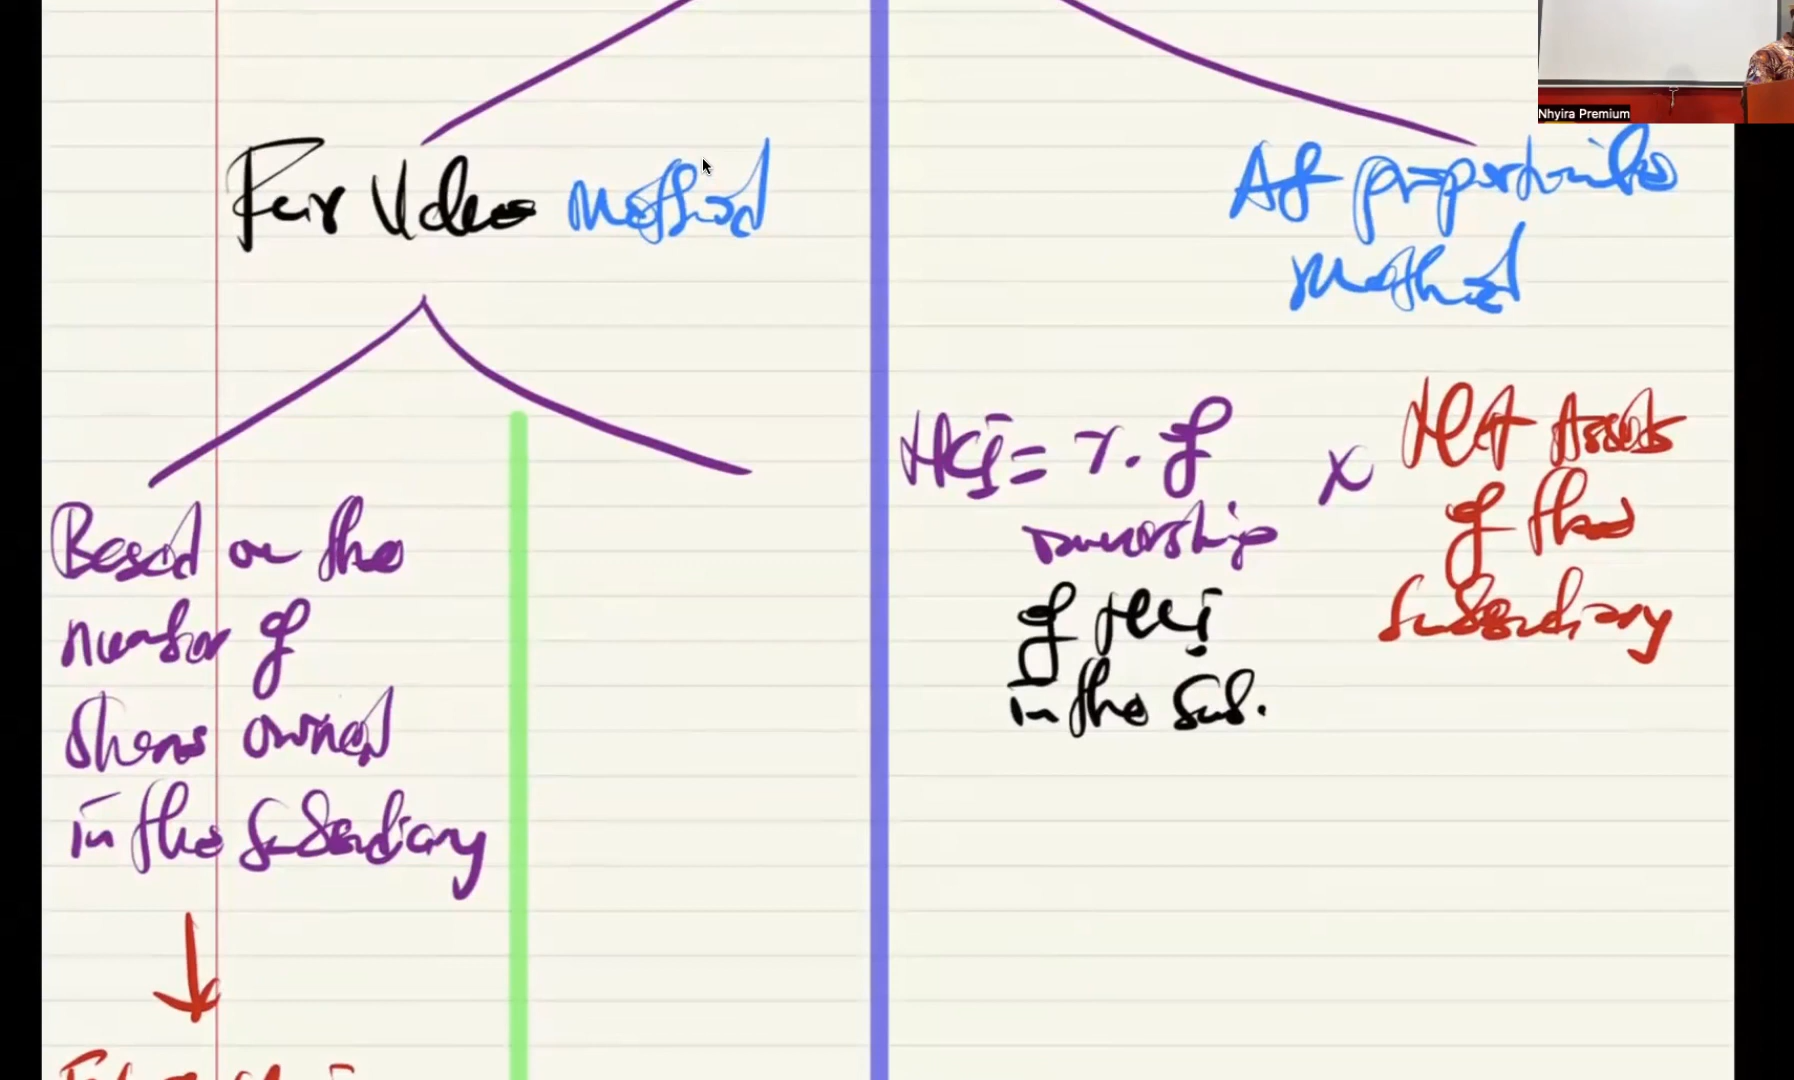 Nhyira Premium
Fair Value Method
At proportionate
Method
Based on the
number of
shares owned
in the Subsidiary
NCI = % of
ownership
of NCI
in the Sub.
x
Net Assets
of the
Subsidiary